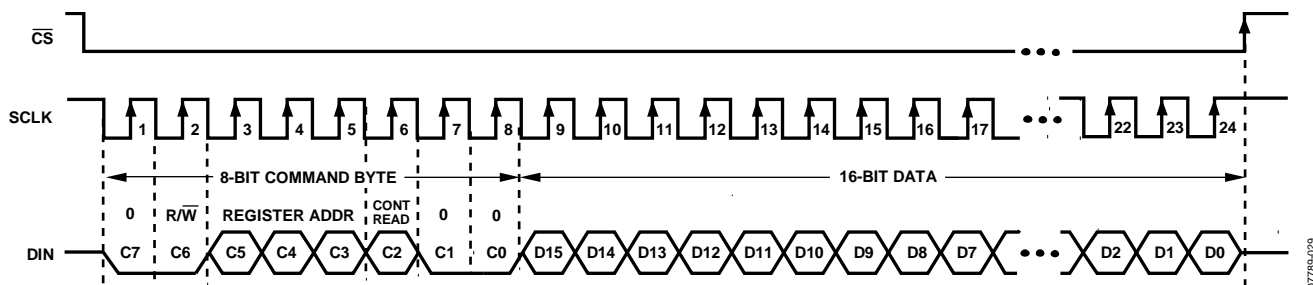 CS
SCLK
1 2 3 4 5 6 7 8 9 10 11 12 13 14 15 16 17 22 23 24
8-BIT COMMAND BYTE 16-BIT DATA
0 R/W REGISTER ADDR CONT READ 0 0
DIN C7 C6 C5 C4 C3 C2 C1 C0 D15 D14 D13 D12 D11 D10 D9 D8 D7 D2 D1 D0
07789-029